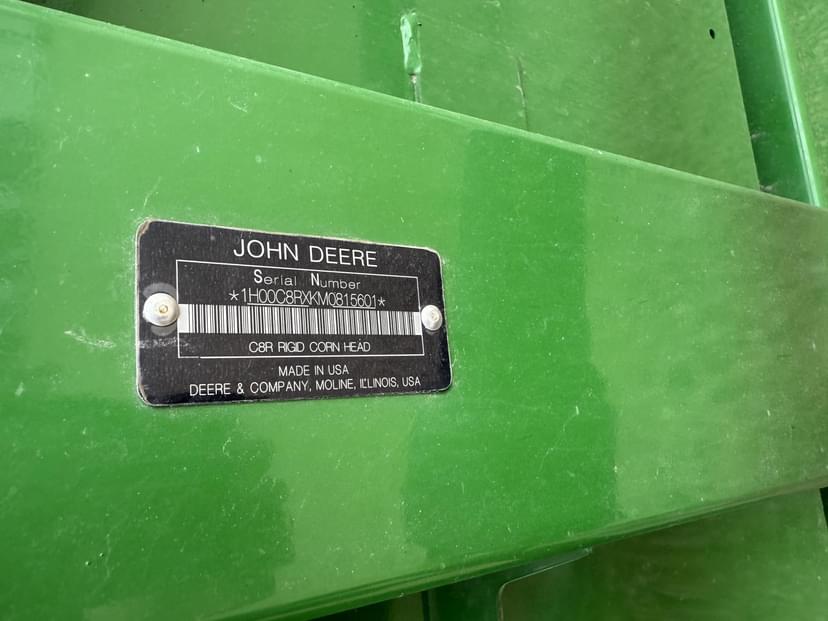 JOHN DEERE
Serial Number
*1H00C8RXKM0815601*
C8R RIGID CORN HEAD
MADE IN USA
DEERE & COMPANY, MOLINE, ILLINOIS, USA